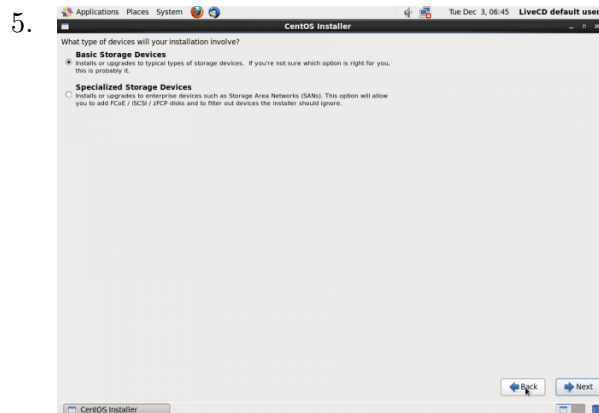 5.
Applications Places System Tue Dec 3, 06:45 LiveCD default user
CentOS Installer
What type of devices will your installation involve?
Basic Storage Devices
Installs or upgrades to typical types of storage devices. If you're not sure which option is right for you,
this is probably it.
Specialized Storage Devices
Installs or upgrades to enterprise devices such as Storage Area Networks (SANs). This option will allow
you to add FCoE / iSCSI / zFCP disks and to filter out devices the installer should ignore.
Back Next
CentOS Installer